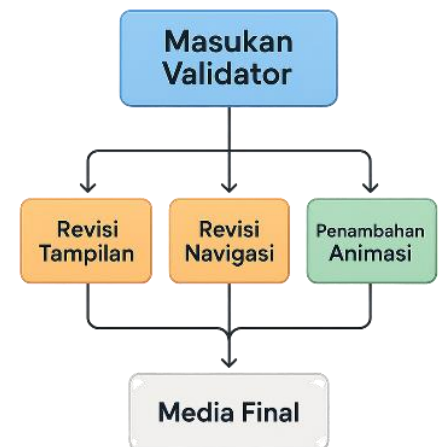 Masukan
Validator
Revisi
Tampilan
Revisi
Navigasi
Penambahan
Animasi
Media Final